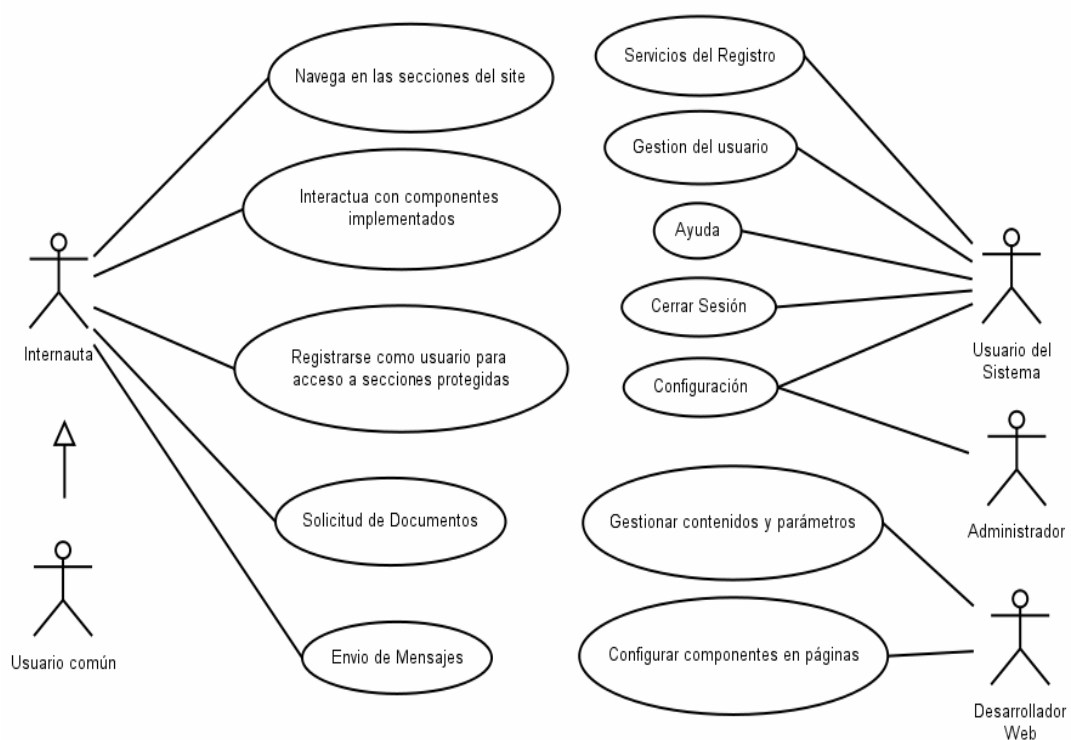 Navega en las secciones del site
Interactua con componentes
implementados
Internauta
Registrarse como usuario para
acceso a secciones protegidas
Solicitud de Documentos
Envio de Mensajes
Usuario común
Servicios del Registro
Gestion del usuario
Ayuda
Cerrar Sesión
Configuración
Usuario del
Sistema
Administrador
Gestionar contenidos y parámetros
Configurar componentes en páginas
Desarrollador
Web